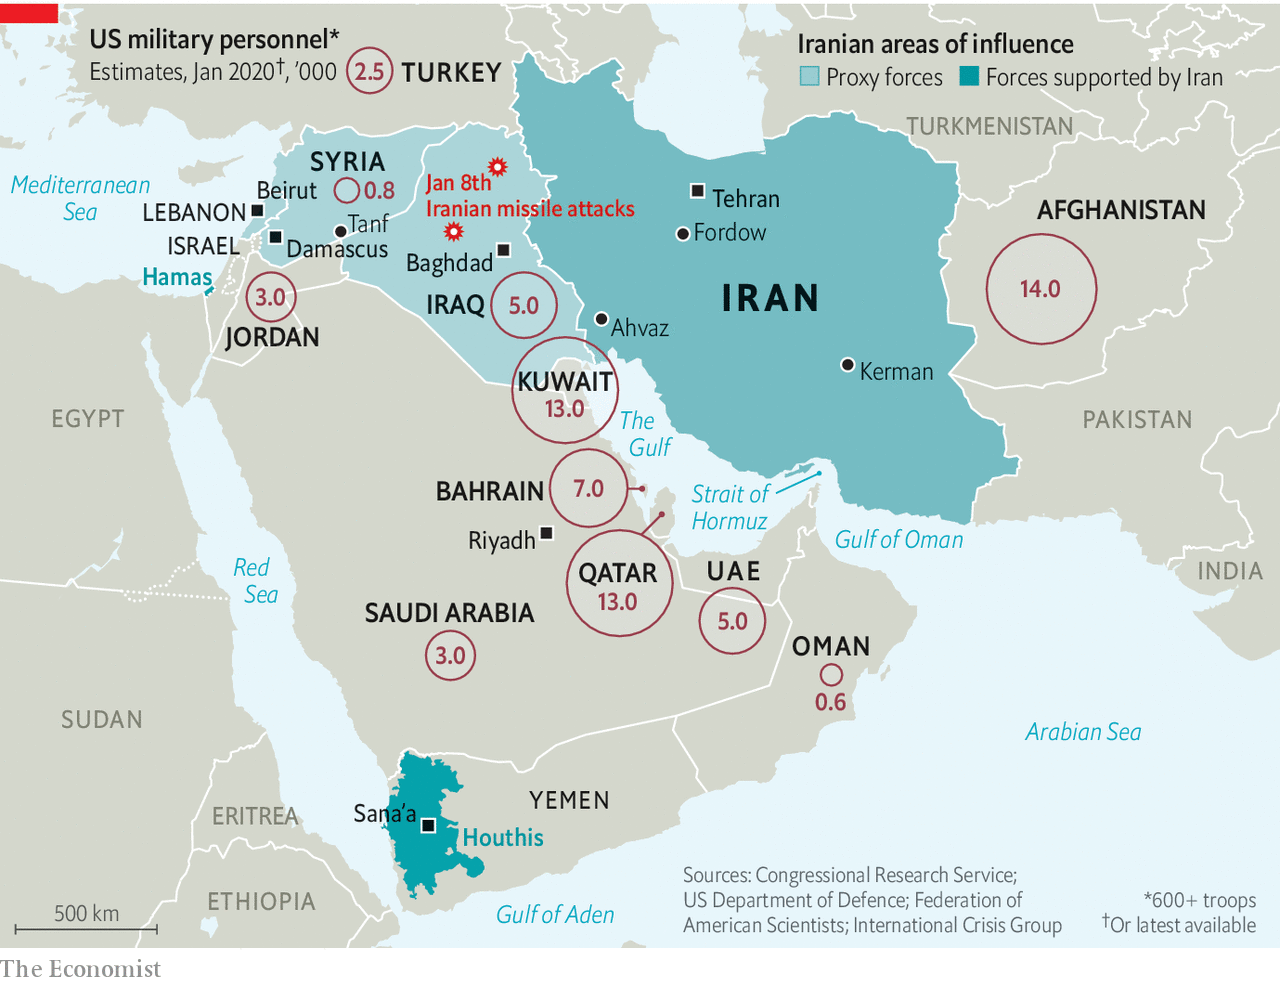 US military personnel*
Estimates, Jan 2020†, ’000
2.5 TURKEY
Iranian areas of influence
Proxy forces
Forces supported by Iran
TURKMENISTAN
SYRIA
0.8
Beirut
Mediterranean
Sea
LEBANON
ISRAEL
Hamas
Tanf
Damascus
Jan 8th
Iranian missile attacks
Baghdad
IRAQ 5.0
3.0
JORDAN
Tehran
Fordow
IRAN
Ahvaz
Kerman
AFGHANISTAN
14.0
KUWAIT
13.0
EGYPT
The
Gulf
PAKISTAN
BAHRAIN 7.0
Strait of
Hormuz
Riyadh
Gulf of Oman
Red
Sea
QATAR
13.0
UAE
5.0
INDIA
SAUDI ARABIA
3.0
OMAN
0.6
SUDAN
Arabian Sea
YEMEN
Sana’a
Houthis
ERITREA
ETHIOPIA
Gulf of Aden
500 km
Sources: Congressional Research Service;
US Department of Defence; Federation of
American Scientists; International Crisis Group
*600+ troops
†Or latest available
The Economist